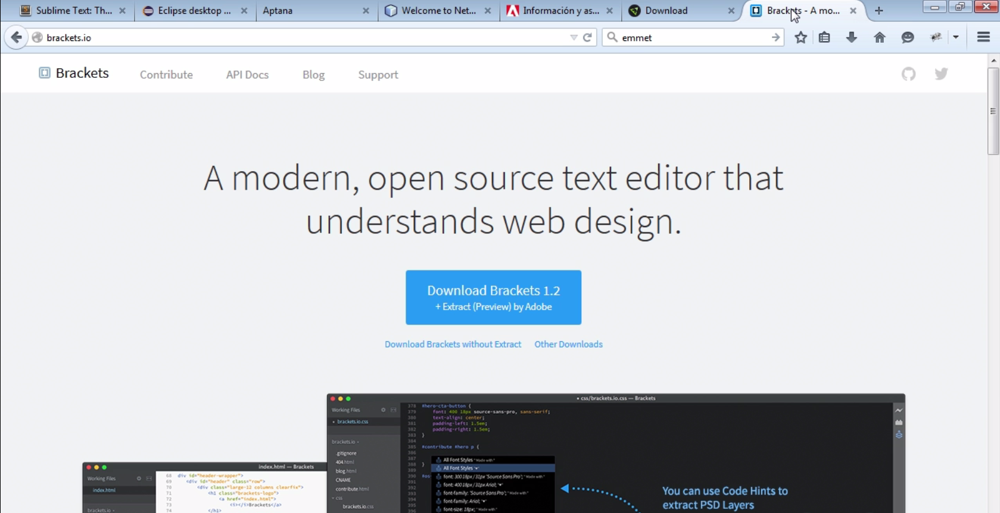 Sublime Text: Th...
Eclipse desktop ...
Aptana
Welcome to Net...
Información y as...
Download
Brackets - A mo...
brackets.io
emmet
Brackets
Contribute
API Docs
Blog
Support
A modern, open source text editor that
understands web design.
Download Brackets 1.2
+ Extract (Preview) by Adobe
Download Brackets without Extract
Other Downloads
• css/brackets.io.css — Brackets
Working Files
• brackets.io.css
brackets.io
.gitignore
404.html
blog.html
CNAME
contribute.html
css
brackets.io.css
378 #hero-cta-button {
379 font: 400 18px source-sans-pro, sans-serif;
380 text-align: center;
381 padding-left: 1.5em;
382 padding-right: 1.5em;
383 }
384
385 #contribute #hero p {
386
387
388 }
389
390 #os
391
392
393
394
395
396
All Font Styles "Made with"
All Font Styles
font: 300 18px / 31px 'Source Sans Pro'; "Made with"
font: 400 18px / 31px Arial;
font-family: 'Source Sans Pro'; "Made with"
font-family: Arial;
font-size: 18px; "Made with"
You can use Code Hints to
extract PSD Layers
index.html — Brackets
Working Files
index.html
brackets.io
68 div id="header-wrapper">
69 <div id="header" class="row">
70 <div class="large-12 columns clearfix">
71 <h1 class="brackets-logo">
72 <a href="index.html">
73 <i></i>Brackets</a>
74 </h1>